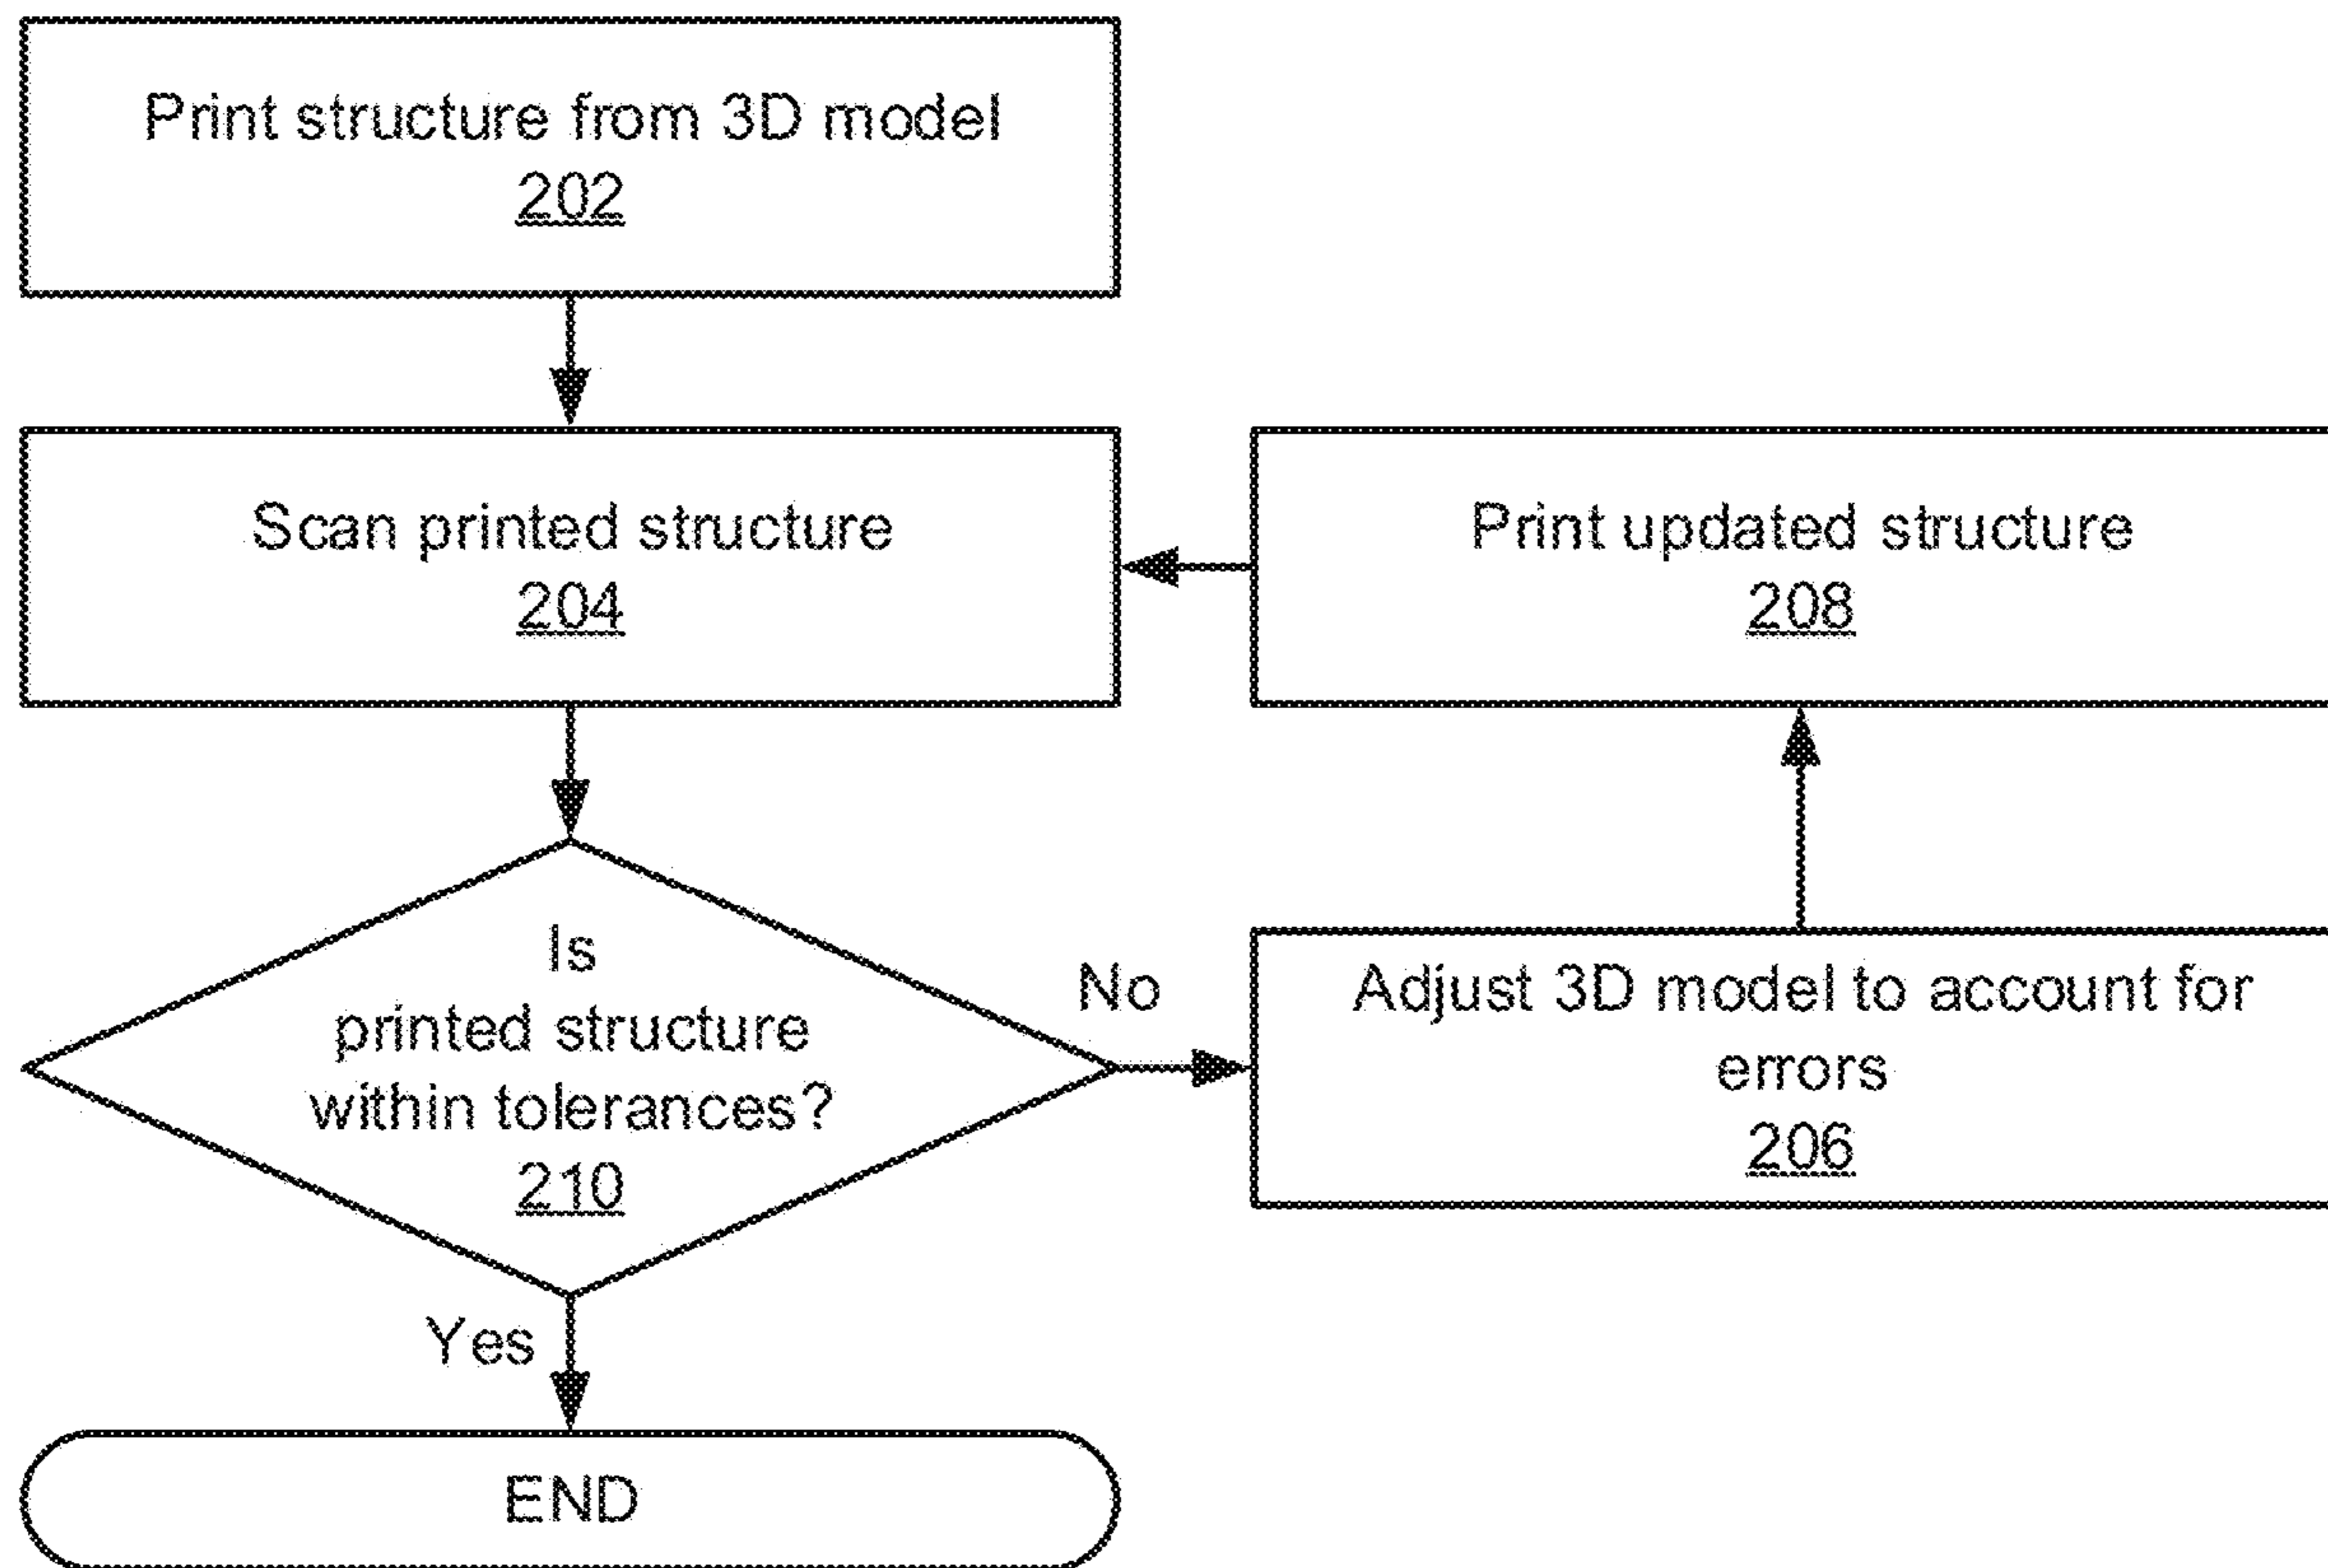 Print structure from 3D model
202
Scan printed structure
204
Print updated structure
208
Is
printed structure
within tolerances?
210
No
Adjust 3D model to account for
errors
206
Yes
END